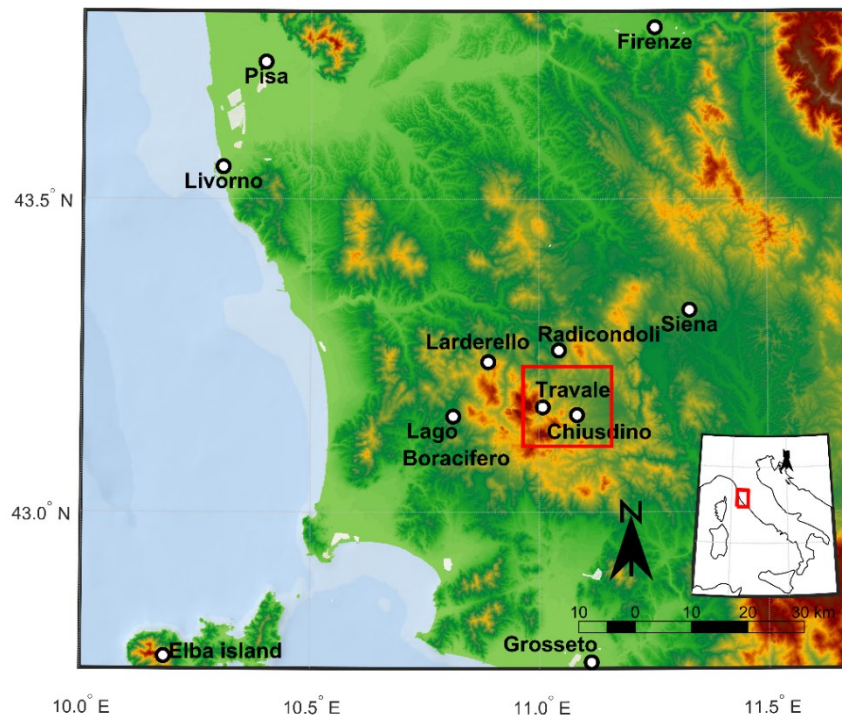 Firenze
Pisa
Livorno
43.5° N
Siena
Radicondoli
Larderello
Travale
Lago
Boracifero
Chiusdino
43.0° N
N
10 0 10 20 30 km
Grosseto
Elba island
10.0° E 10.5° E 11.0° E 11.5° E